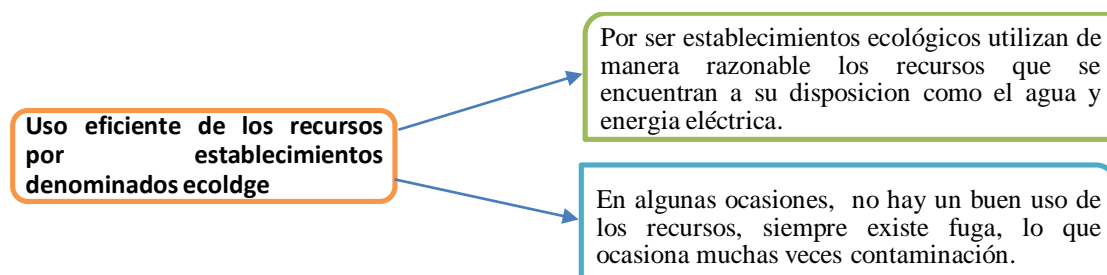 Uso eficiente de los recursos
por establecimientos
denominados ecoldge
Por ser establecimientos ecológicos utilizan de
manera razonable los recursos que se
encuentran a su disposicion como el agua y
energia eléctrica.
En algunas ocasiones, no hay un buen uso de
los recursos, siempre existe fuga, lo que
ocasiona muchas veces contaminación.